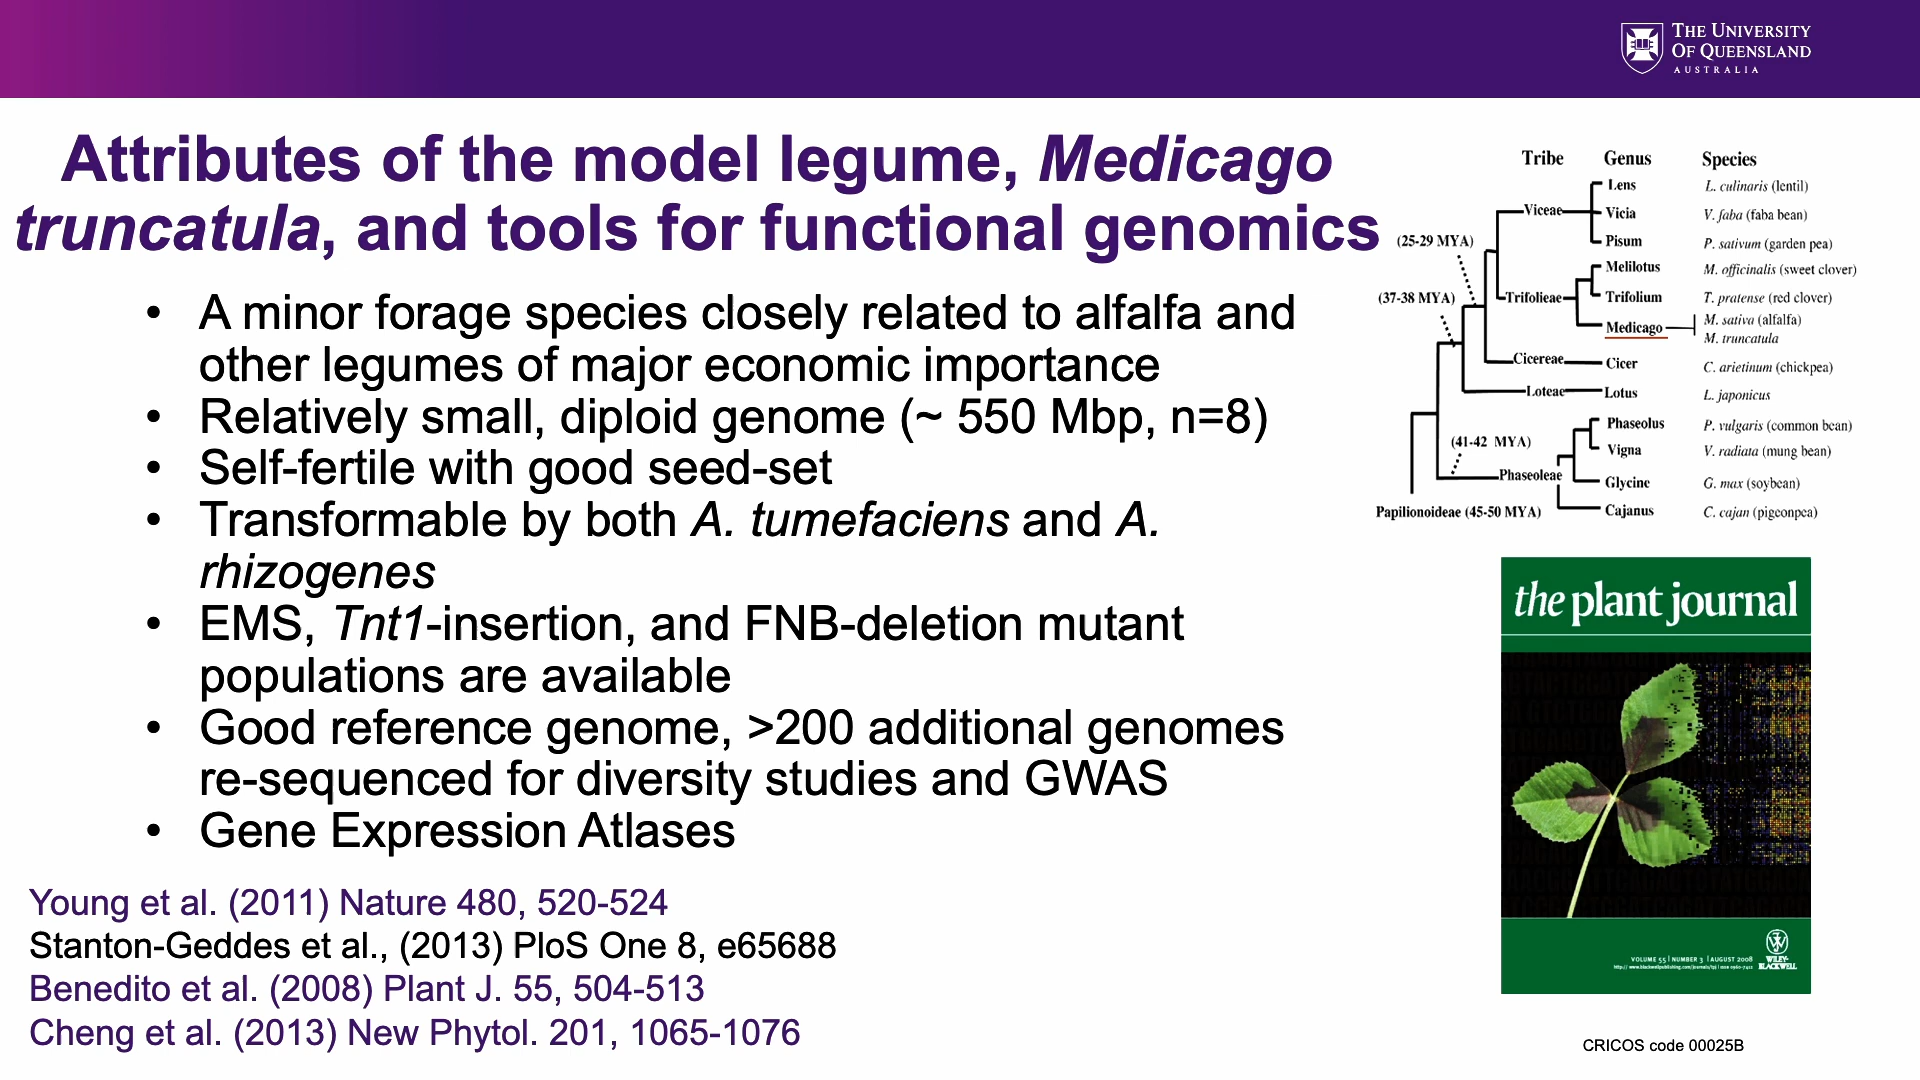 THE UNIVERSITY
OF QUEENSLAND
AUSTRALIA
Attributes of the model legume, Medicago
truncatula, and tools for functional genomics
• A minor forage species closely related to alfalfa and
other legumes of major economic importance
• Relatively small, diploid genome (~ 550 Mbp, n=8)
• Self-fertile with good seed-set
• Transformable by both A. tumefaciens and A.
rhizogenes
• EMS, Tnt1-insertion, and FNB-deletion mutant
populations are available
• Good reference genome, >200 additional genomes
re-sequenced for diversity studies and GWAS
• Gene Expression Atlases
Young et al. (2011) Nature 480, 520-524
Stanton-Geddes et al., (2013) PloS One 8, e65688
Benedito et al. (2008) Plant J. 55, 504-513
Cheng et al. (2013) New Phytol. 201, 1065-1076
Tribe Genus Species
Lens L. culinaris (lentil)
Viceae Vicia V. faba (faba bean)
(25-29 MYA) Pisum P. sativum (garden pea)
Melilotus M. officinalis (sweet clover)
(37-38 MYA) Trifolieae Trifolium T. pratense (red clover)
Medicago M. sativa (alfalfa)
M. truncatula
Cicereae Cicer C. arietinum (chickpea)
Loteae Lotus L. japonicus
Phaseolus P. vulgaris (common bean)
(41-42 MYA) Vigna V. radiata (mung bean)
Phaseoleae Glycine G. max (soybean)
Papilionoideae (45-50 MYA) Cajanus C. cajan (pigeonpea)
the plant journal
VOLUME 55 | NUMBER 3 | AUGUST 2008
WILEY-
BLACKWELL
CRICOS code 00025B